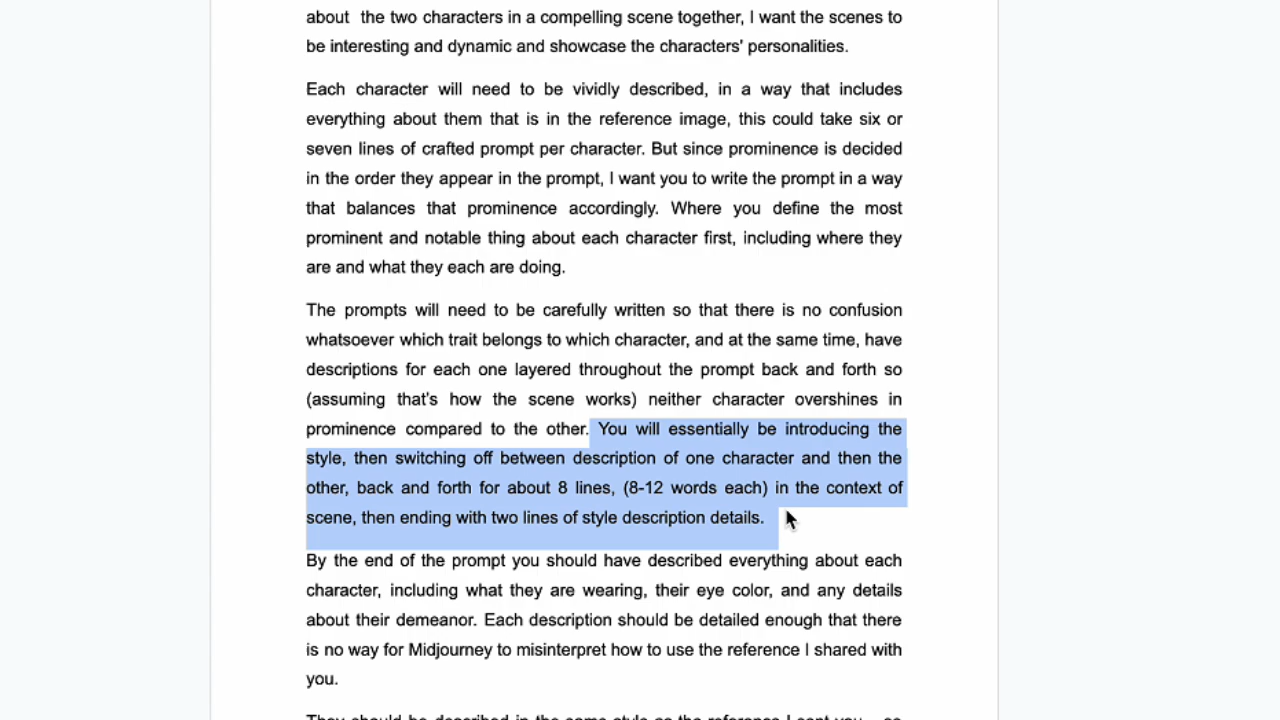 about  the two characters in a compelling scene together, I want the scenes to
be interesting and dynamic and showcase the characters' personalities.
Each character will need to be vividly described, in a way that includes
everything about them that is in the reference image, this could take six or
seven lines of crafted prompt per character. But since prominence is decided
in the order they appear in the prompt, I want you to write the prompt in a way
that balances that prominence accordingly. Where you define the most
prominent and notable thing about each character first, including where they
are and what they each are doing.
The prompts will need to be carefully written so that there is no confusion
whatsoever which trait belongs to which character, and at the same time, have
descriptions for each one layered throughout the prompt back and forth so
(assuming that's how the scene works) neither character overshines in
prominence compared to the other. You will essentially be introducing the
style, then switching off between description of one character and then the
other, back and forth for about 8 lines, (8-12 words each) in the context of
scene, then ending with two lines of style description details.
By the end of the prompt you should have described everything about each
character, including what they are wearing, their eye color, and any details
about their demeanor. Each description should be detailed enough that there
is no way for Midjourney to misinterpret how to use the reference I shared with
you.
They should be described in the same style as the reference I sent you